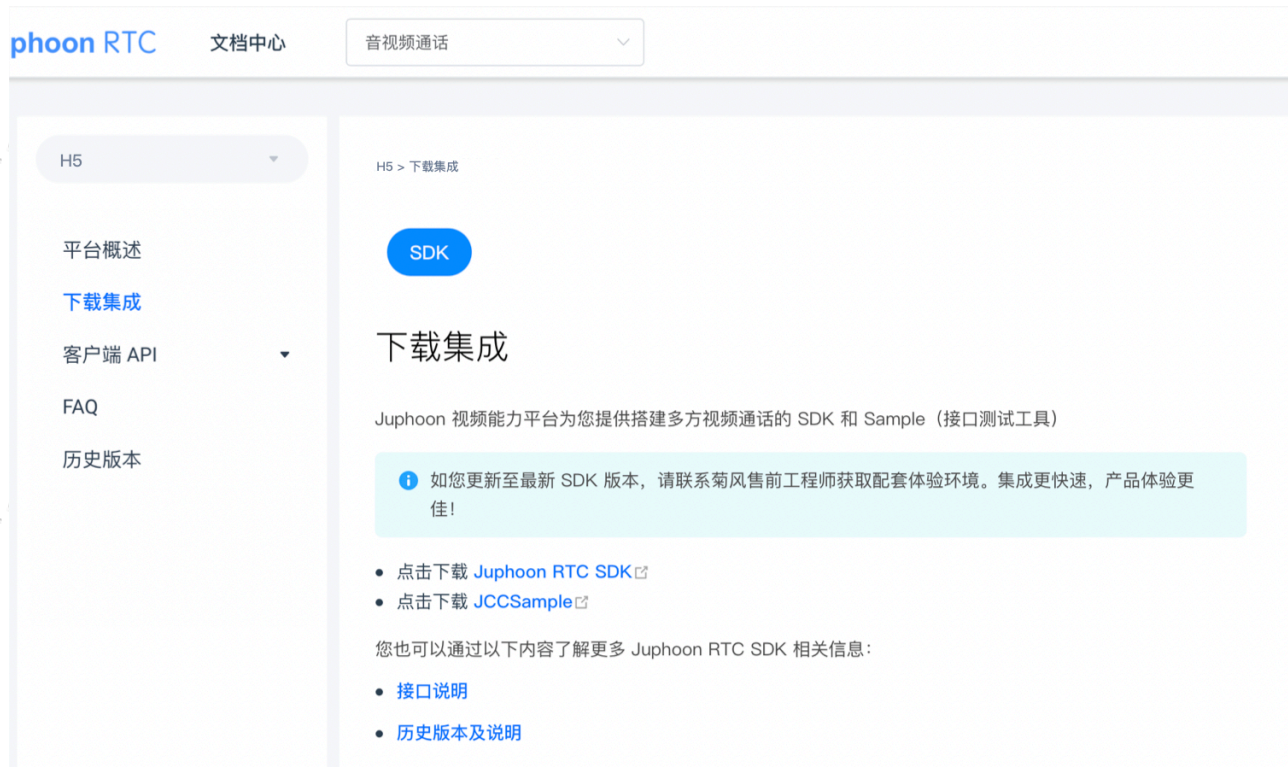 phoon RTC
文档中心
音视频通话
H5
平台概述
下载集成
客户端 API
FAQ
历史版本
H5 > 下载集成
SDK
下载集成
Juphoon 视频能力平台为您提供搭建多方视频通话的 SDK 和 Sample（接口测试工具）
如您更新至最新 SDK 版本，请联系菊风售前工程师获取配套体验环境。集成更快速，产品体验更
佳！
点击下载 Juphoon RTC SDK
点击下载 JCCSample
您也可以通过以下内容了解更多 Juphoon RTC SDK 相关信息：
接口说明
历史版本及说明